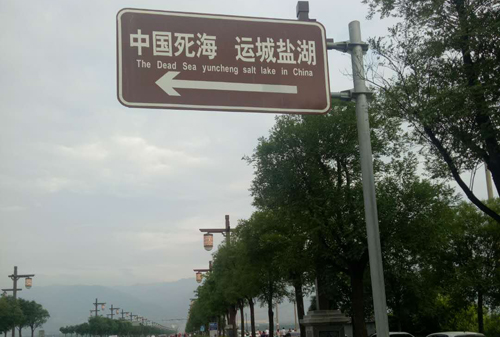 中国死海 运城盐湖
The Dead Sea yuncheng salt lake in China